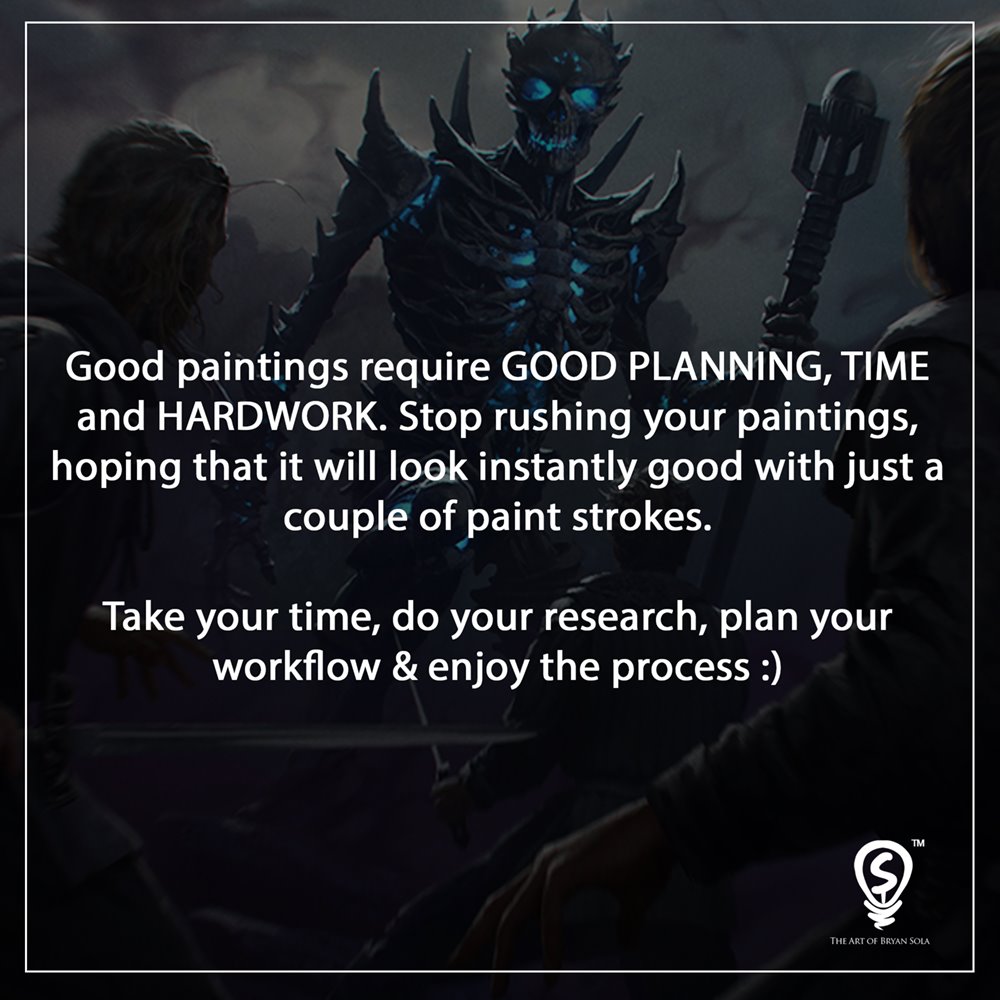 Good paintings require GOOD PLANNING, TIME
and HARDWORK. Stop rushing your paintings,
hoping that it will look instantly good with just a
couple of paint strokes.
Take your time, do your research, plan your
workflow & enjoy the process :)
TM
THE ART OF BRYAN SOLA